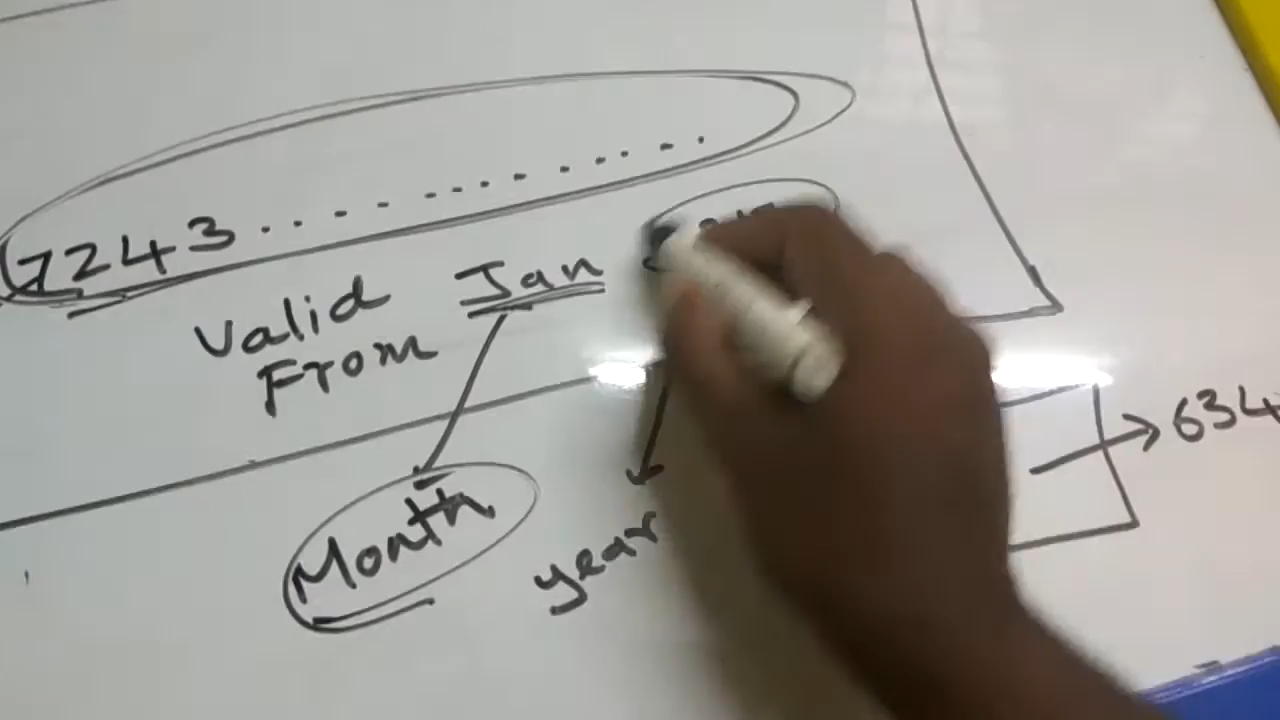 7243..............
Valid From Jan
634
Month
year